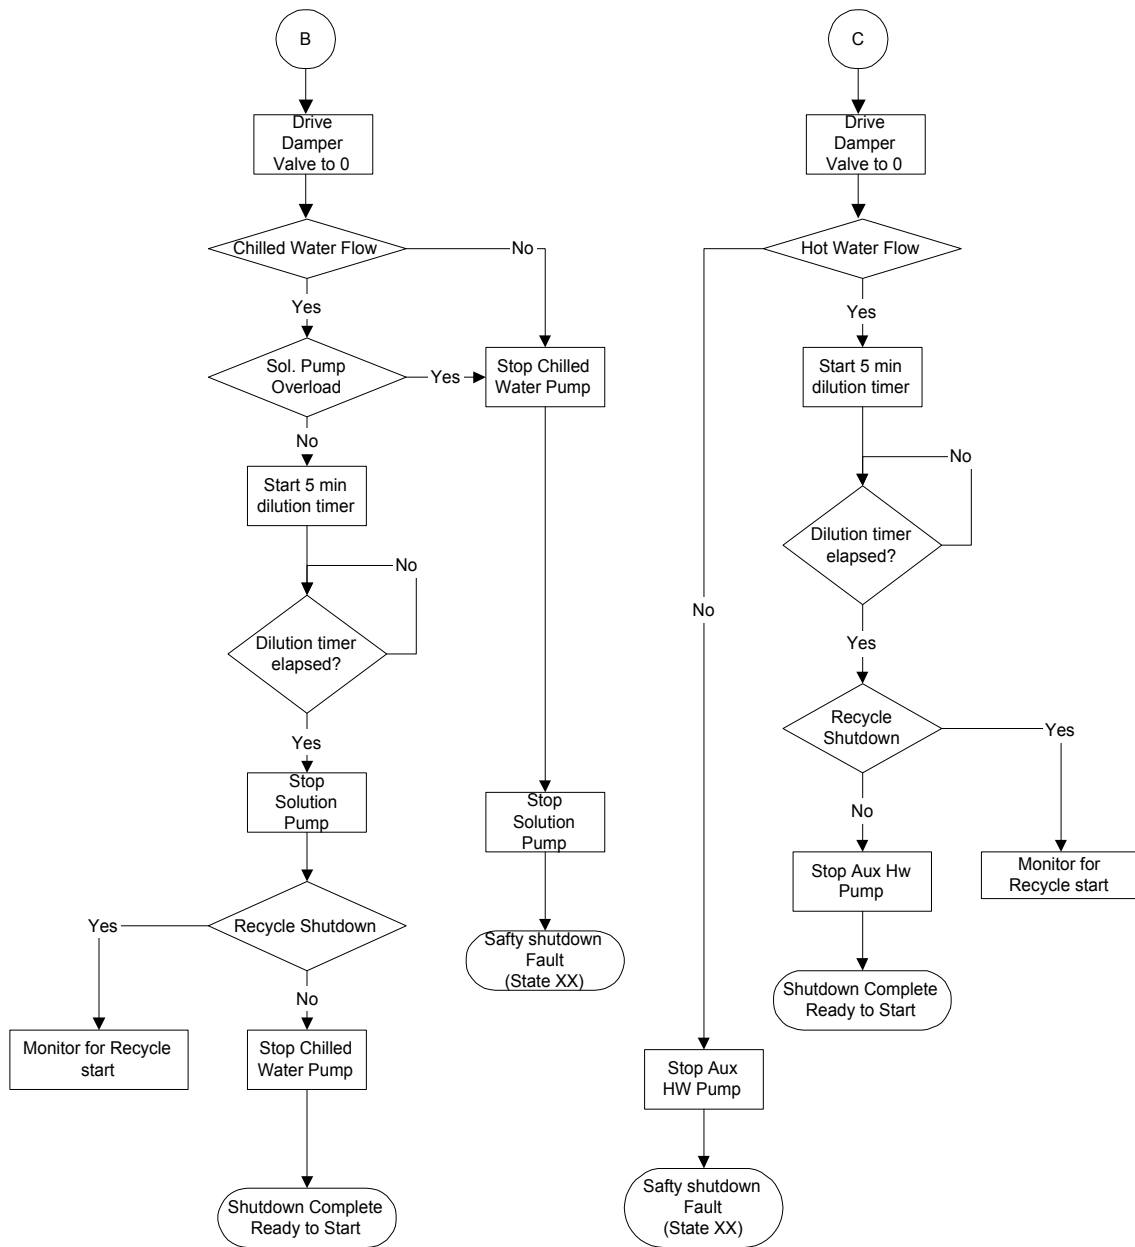 B
Drive
Damper
Valve to 0
Chilled Water Flow
No
Yes
Sol. Pump
Overload
Yes
Stop Chilled
Water Pump
No
Start 5 min
dilution timer
No
Dilution timer
elapsed?
Yes
Stop
Solution
Pump
Stop
Solution
Pump
Recycle Shutdown
Yes
Safty shutdown
Fault
(State XX)
No
Monitor for Recycle
start
Stop Chilled
Water Pump
Shutdown Complete
Ready to Start
C
Drive
Damper
Valve to 0
Hot Water Flow
Yes
Start 5 min
dilution timer
No
Dilution timer
elapsed?
No
Yes
Recycle
Shutdown
Yes
No
Stop Aux Hw
Pump
Monitor for
Recycle start
Shutdown Complete
Ready to Start
Stop Aux
HW Pump
Safty shutdown
Fault
(State XX)